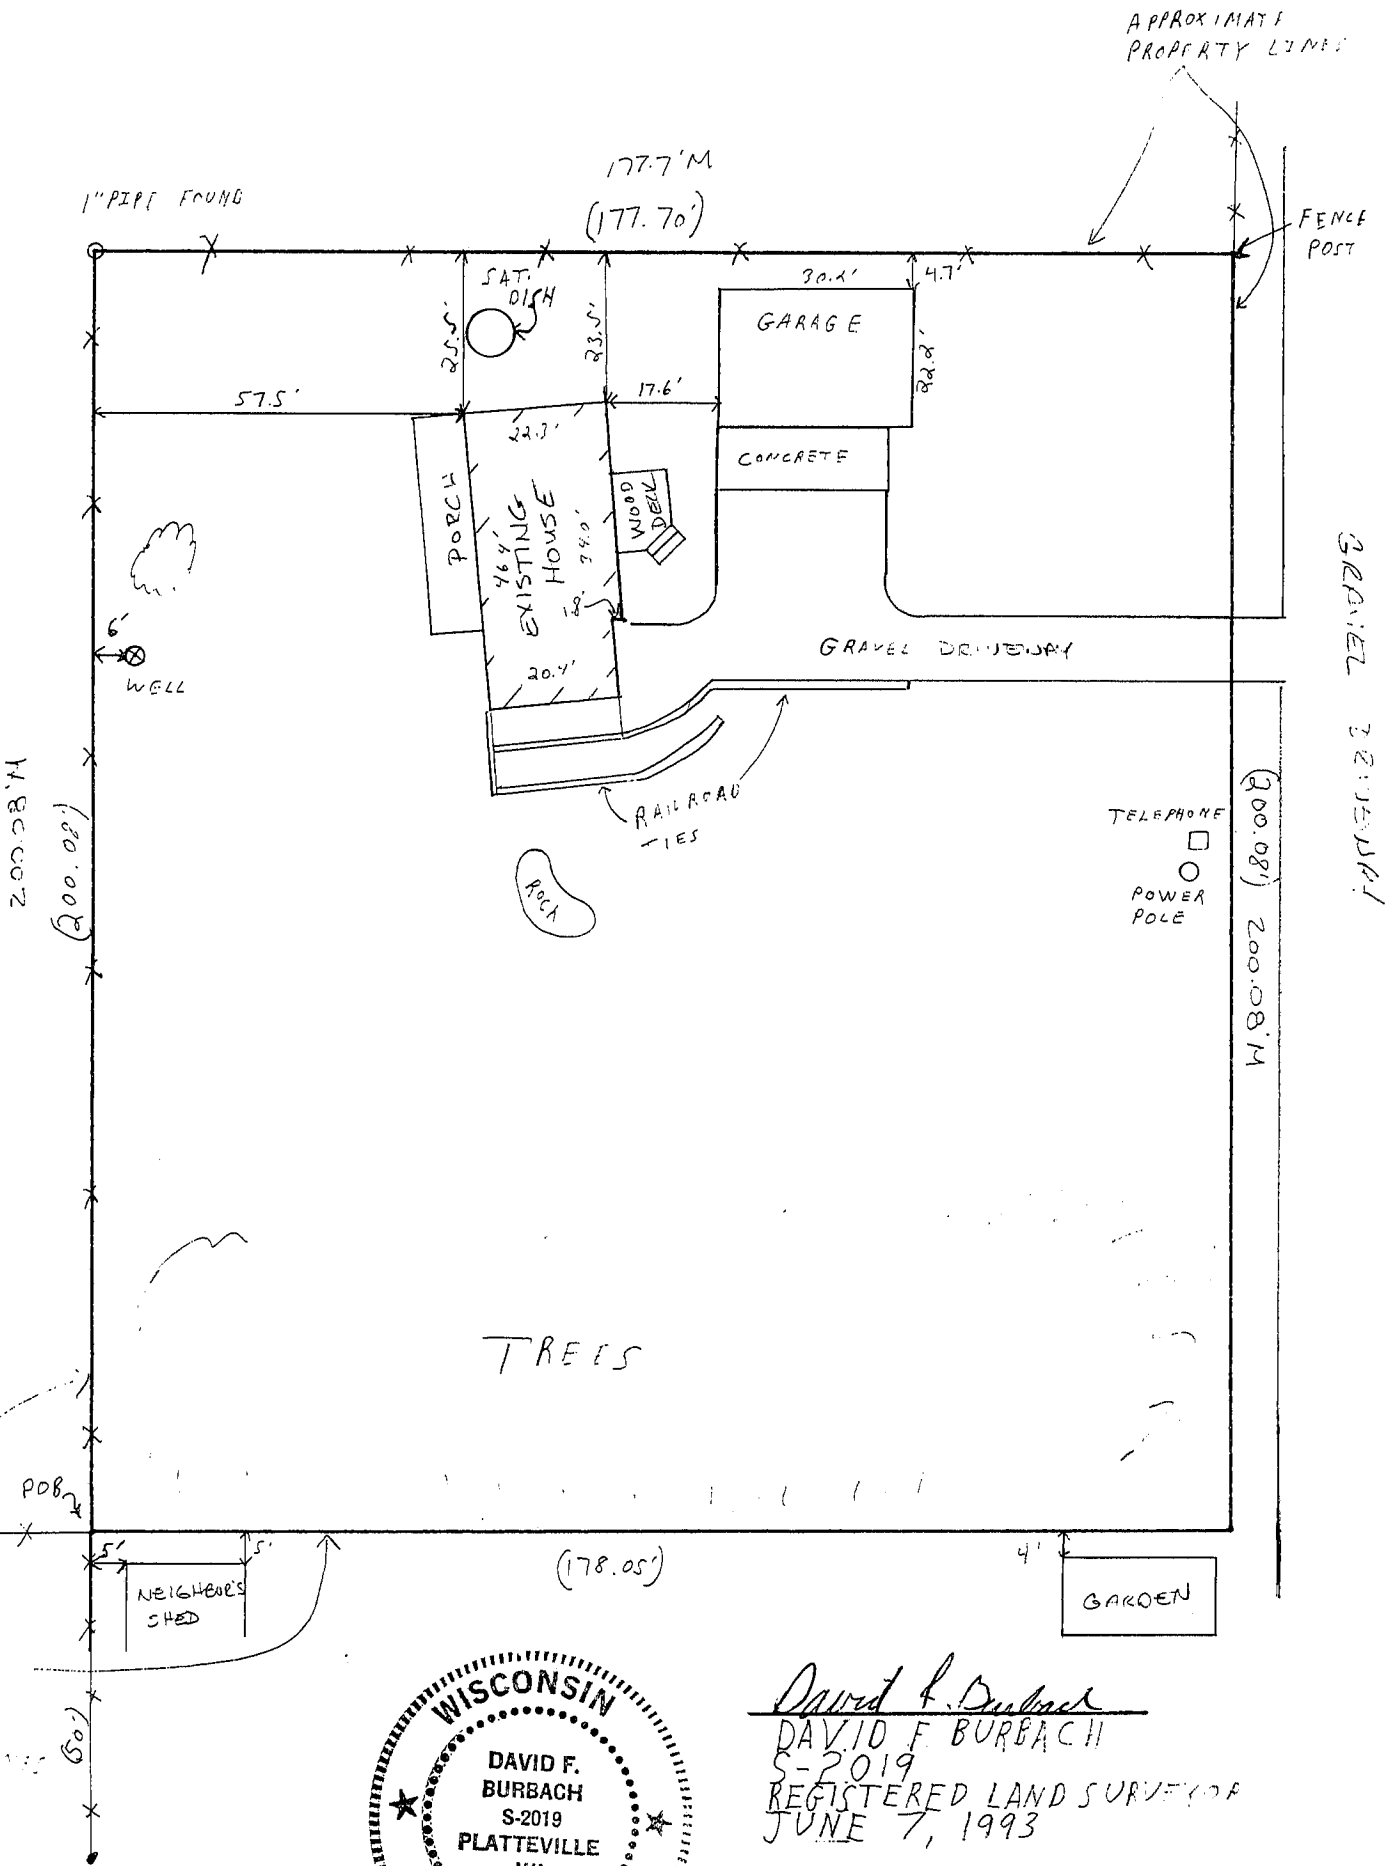 APPROXIMATE
PROPERTY LINES
177.7'M
(177.70')
1" PIPE FOUND
FENCE
POST
SAT.
DISH
30.2'
4.7'
GARAGE
25.5'
23.5'
22.2'
57.5'
17.6'
22.3'
CONCRETE
PORCH
46.4'
EXISTING
HOUSE
34.0'
WOOD
DECK
1.8'
20.4'
6'
WELL
GRAVEL DRIVEWAY
GRAVEL DRIVEWAY
RAILROAD
TIES
ROCK
TELEPHONE
POWER
POLE
200.08'M
(200.08')
(200.08') 200.08'M
TREES
POB
5'
5'
(178.05')
4'
NEIGHBOR'S
SHED
GARDEN
(50')
WISCONSIN
DAVID F.
BURBACH
S-2019
PLATTEVILLE
David F. Burbach
DAVID F BURBACH
S-2019
REGISTERED LAND SURVEYOR
JUNE 7, 1993